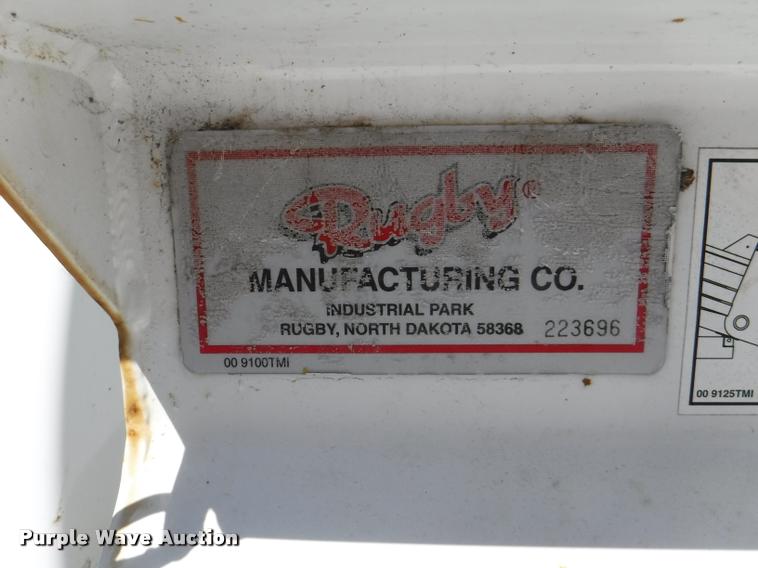 Rugby®
MANUFACTURING CO.
INDUSTRIAL PARK
RUGBY, NORTH DAKOTA 58368 223696
00 9100TMI
00 9125TMI
Purple Wave Auction